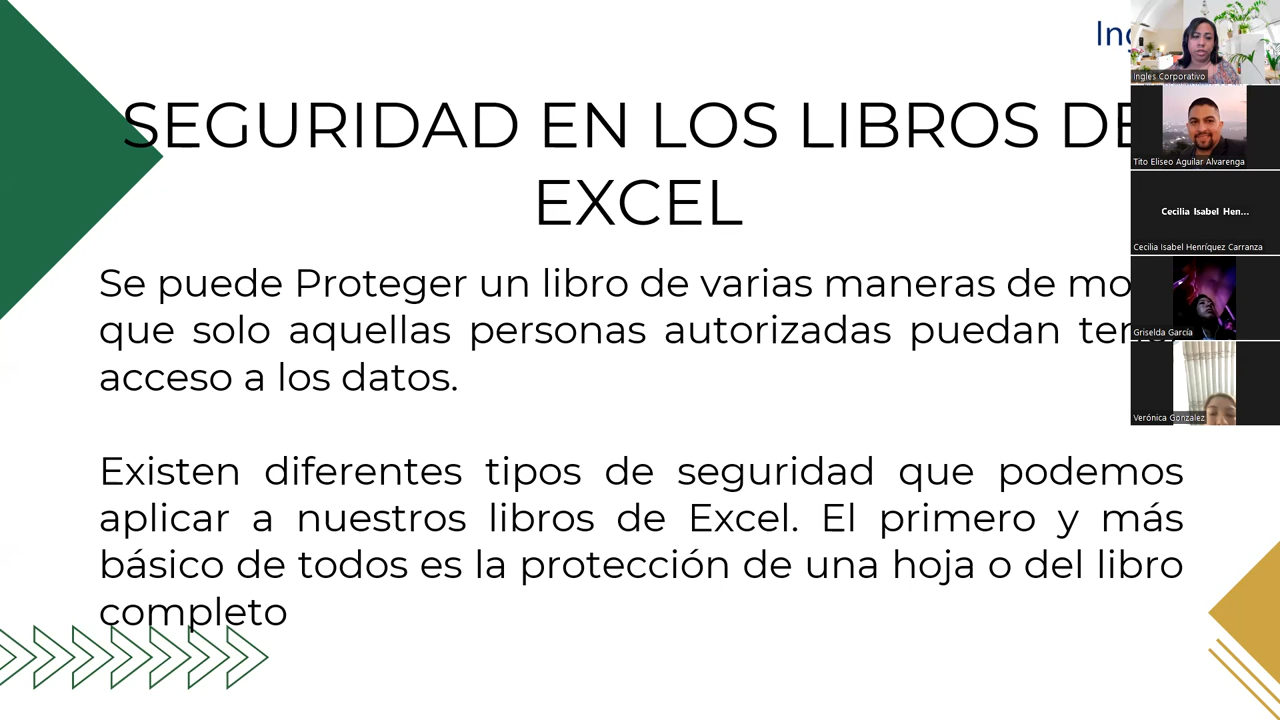 SEGURIDAD EN LOS LIBROS DE
EXCEL
Se puede Proteger un libro de varias maneras de
que solo aquellas personas autorizadas puedan
acceso a los datos.
Existen diferentes tipos de seguridad que podemos
aplicar a nuestros libros de Excel. El primero y más
básico de todos es la protección de una hoja o del libro
completo
Ingles Corporativo
Tito Eliseo Aguilar Alvarenga
Cecilia Isabel Hen...
Cecilia Isabel Henríquez Carranza
Griselda García
Verónica Gonzalez